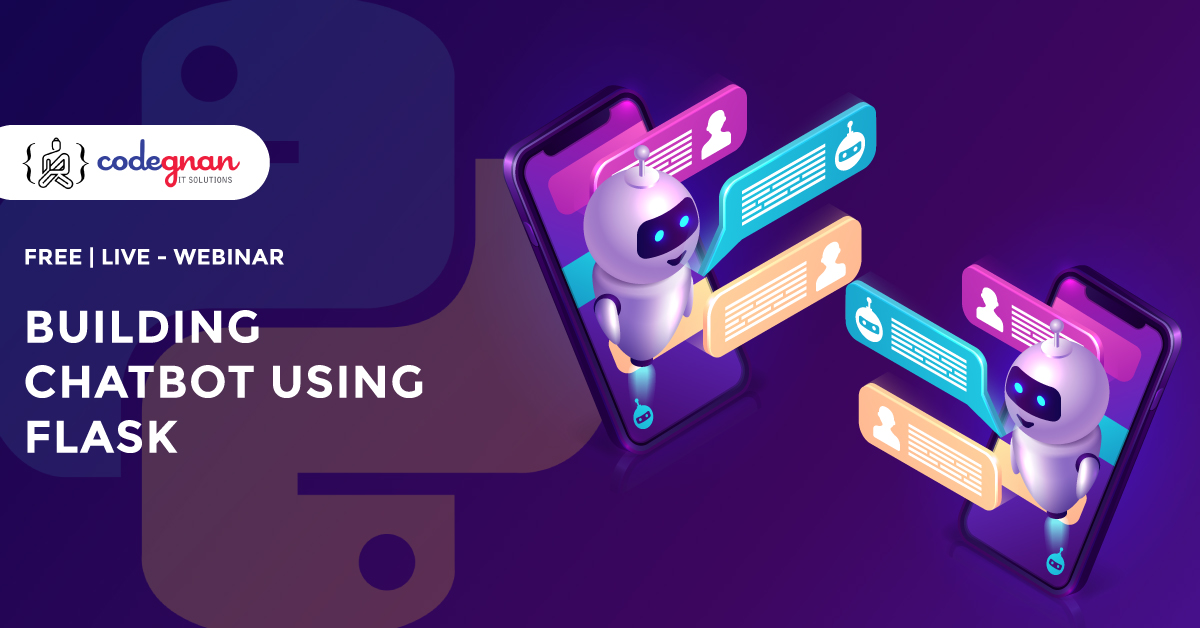 { } codegnan
IT SOLUTIONS
FREE | LIVE - WEBINAR
BUILDING
CHATBOT USING
FLASK